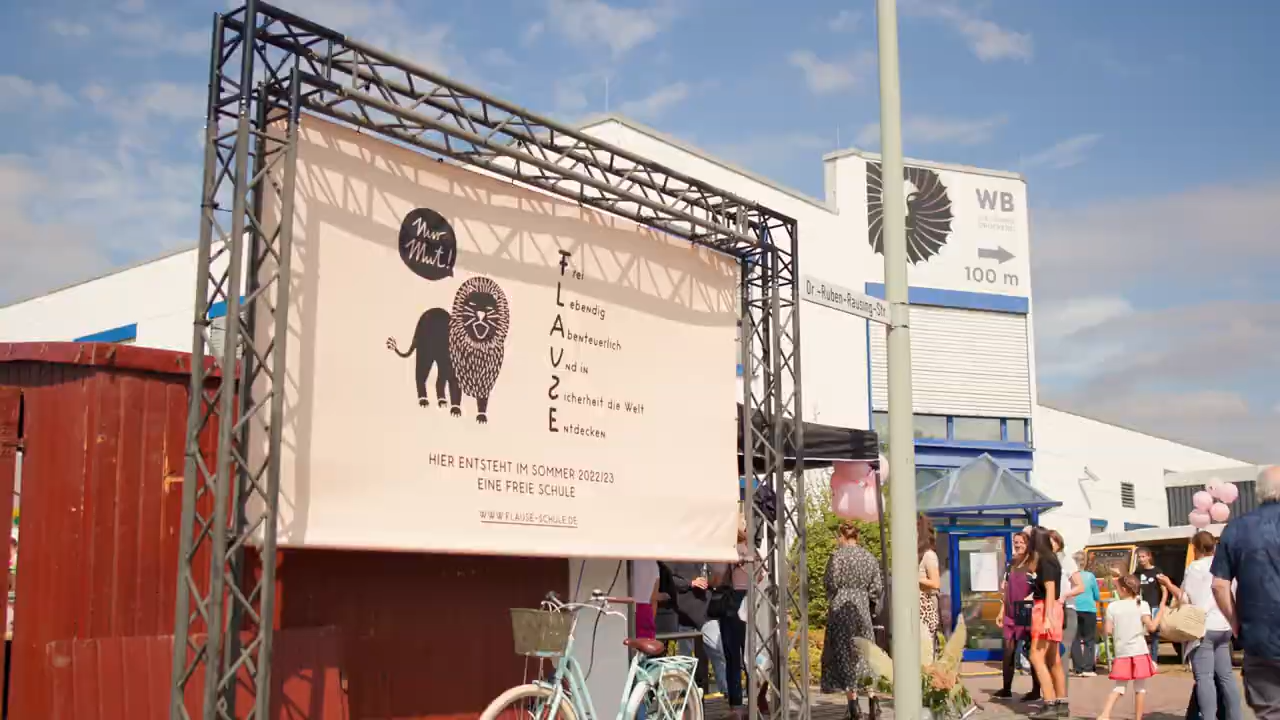 Nur
Mut!
Frei
Lebendig
Abenteuerlich
Und in
Sicherheit die Welt
Entdecken
HIER ENTSTEHT IM SOMMER 2022/23
EINE FREIE SCHULE
WWW.FLAUSE-SCHULE.DE
Dr.-Ruben-Rausing-Str.
WB
DRUCKEREI
100 m